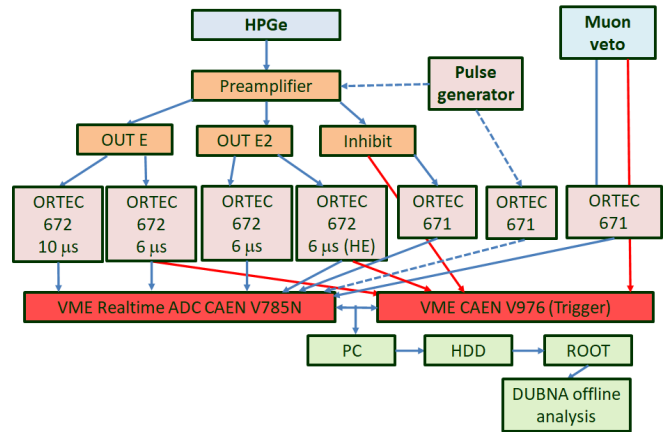 HPGe
Muon
veto
Preamplifier
Pulse
generator
OUT E
OUT E2
Inhibit
ORTEC
672
10 μs
ORTEC
672
6 μs
ORTEC
672
6 μs
ORTEC
672
6 μs (HE)
ORTEC
671
ORTEC
671
ORTEC
671
VME Realtime ADC CAEN V785N
VME CAEN V976 (Trigger)
PC
HDD
ROOT
DUBNA offline
analysis